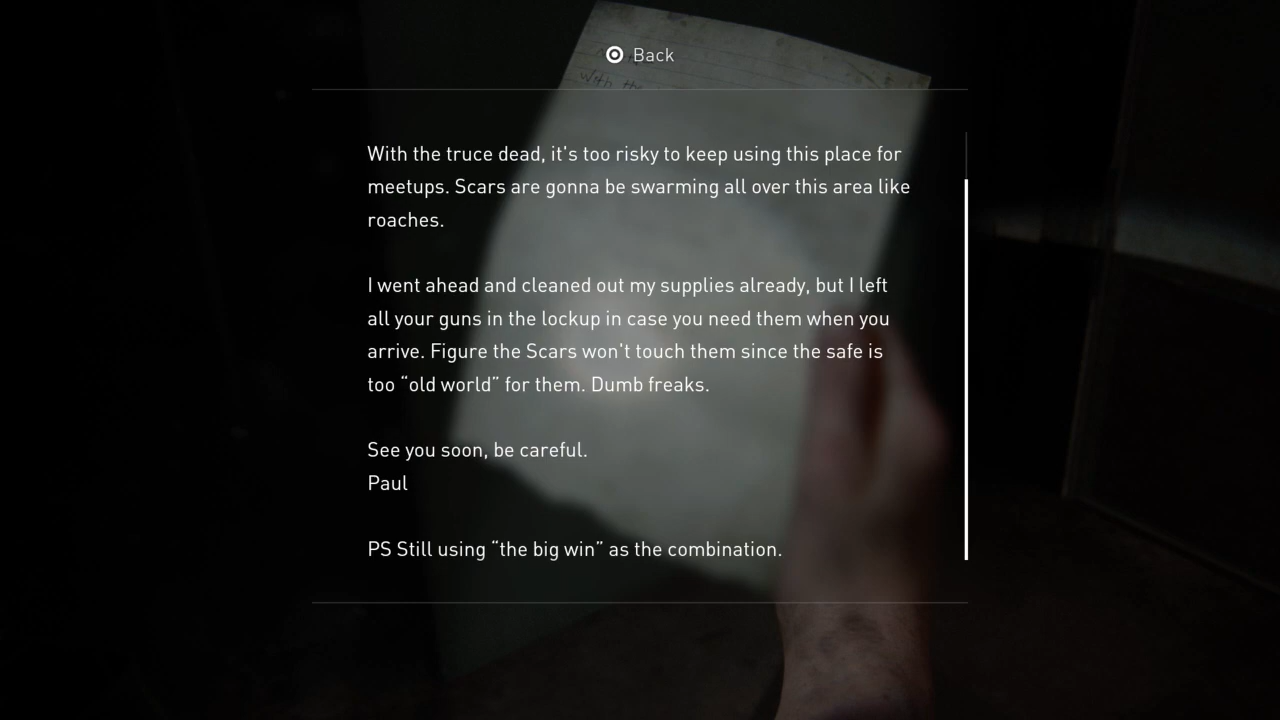 Back
With the
With the truce dead, it's too risky to keep using this place for
meetups. Scars are gonna be swarming all over this area like
roaches.
I went ahead and cleaned out my supplies already, but I left
all your guns in the lockup in case you need them when you
arrive. Figure the Scars won't touch them since the safe is
too “old world” for them. Dumb freaks.
See you soon, be careful.
Paul
PS Still using “the big win” as the combination.